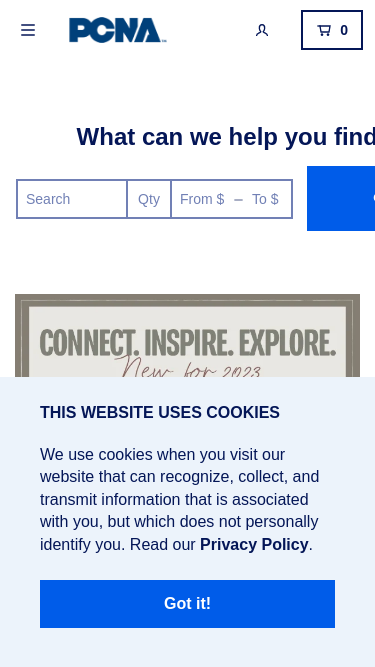 PCNA
0
What can we help you find
Search
Qty
From $ – To $
CONNECT. INSPIRE. EXPLORE.
New for 2023
THIS WEBSITE USES COOKIES
We use cookies when you visit our
website that can recognize, collect, and
transmit information that is associated
with you, but which does not personally
identify you. Read our Privacy Policy.
Got it!